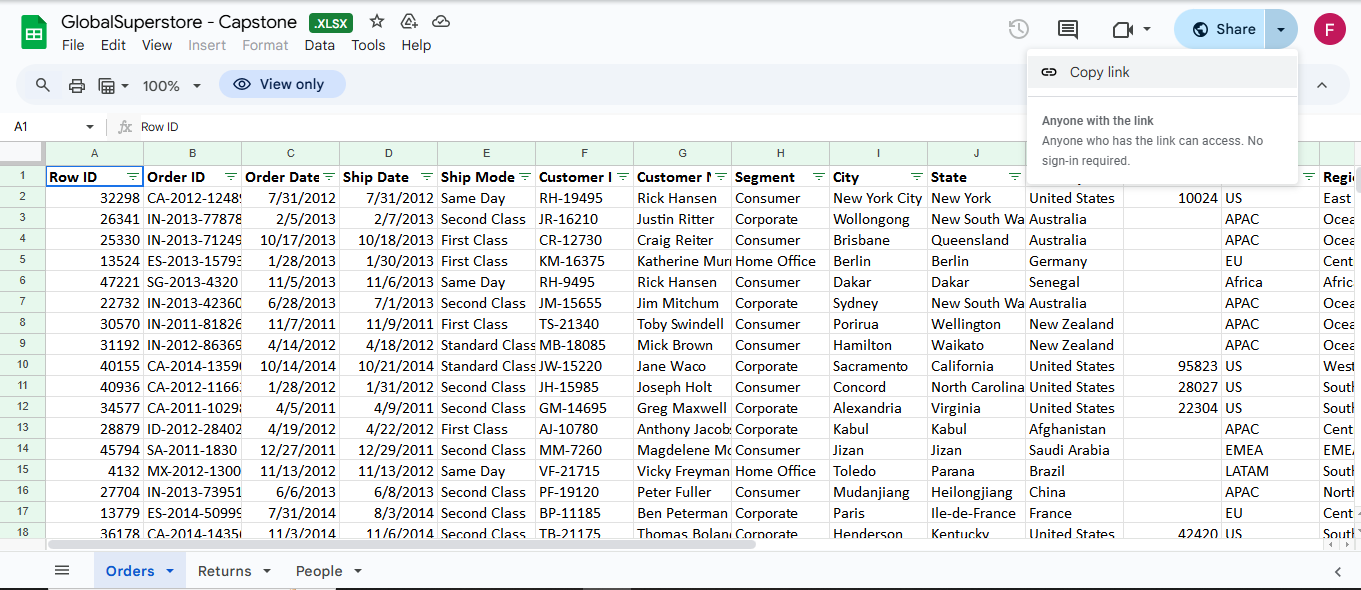 GlobalSuperstore - Capstone .XLSX
File Edit View Insert Format Data Tools Help
Share
F
100% View only
Copy link
Anyone with the link
Anyone who has the link can access. No
sign-in required.
A1 fx Row ID
A B C D E F G H I J
1 Row ID Order ID Order Date Ship Date Ship Mode Customer I Customer N Segment City State Regi
2 32298 CA-2012-1248 7/31/2012 7/31/2012 Same Day RH-19495 Rick Hansen Consumer New York City New York United States 10024 US East
3 26341 IN-2013-77878 2/5/2013 2/7/2013 Second Class JR-16210 Justin Ritter Corporate Wollongong New South Wa Australia APAC Ocea
4 25330 IN-2013-71249 10/17/2013 10/18/2013 First Class CR-12730 Craig Reiter Consumer Brisbane Queensland Australia APAC Ocea
5 13524 ES-2013-15793 1/28/2013 1/30/2013 First Class KM-16375 Katherine Mur Home Office Berlin Berlin Germany EU Cent
6 47221 SG-2013-4320 11/5/2013 11/6/2013 Same Day RH-9495 Rick Hansen Consumer Dakar Dakar Senegal Africa Afric
7 22732 IN-2013-42360 6/28/2013 7/1/2013 Second Class JM-15655 Jim Mitchum Corporate Sydney New South Wa Australia APAC Ocea
8 30570 IN-2011-81826 11/7/2011 11/9/2011 First Class TS-21340 Toby Swindell Consumer Porirua Wellington New Zealand APAC Ocea
9 31192 IN-2012-86369 4/14/2012 4/18/2012 Standard Class MB-18085 Mick Brown Consumer Hamilton Waikato New Zealand APAC Ocea
10 40155 CA-2014-1359 10/14/2014 10/21/2014 Standard Class JW-15220 Jane Waco Corporate Sacramento California United States 95823 US West
11 40936 CA-2012-1166 1/28/2012 1/31/2012 Second Class JH-15985 Joseph Holt Consumer Concord North Carolina United States 28027 US Sout
12 34577 CA-2011-1029 4/5/2011 4/9/2011 Second Class GM-14695 Greg Maxwell Corporate Alexandria Virginia United States 22304 US Sout
13 28879 ID-2012-28402 4/19/2012 4/22/2012 First Class AJ-10780 Anthony Jacob Corporate Kabul Kabul Afghanistan APAC Cent
14 45794 SA-2011-1830 12/27/2011 12/29/2011 Second Class MM-7260 Magdelene Mo Consumer Jizan Jizan Saudi Arabia EMEA EME
15 4132 MX-2012-1300 11/13/2012 11/13/2012 Same Day VF-21715 Vicky Freyman Home Office Toledo Parana Brazil LATAM Sout
16 27704 IN-2013-73951 6/6/2013 6/8/2013 Second Class PF-19120 Peter Fuller Consumer Mudanjiang Heilongjiang China APAC Nort
17 13779 ES-2014-50999 7/31/2014 8/3/2014 Second Class BP-11185 Ben Peterman Corporate Paris Ile-de-France France EU Cent
18 36178 CA-2014-1435 11/3/2014 11/6/2014 Second Class TB-21175 Thomas Bolan Corporate Henderson Kentucky United States 42420 US Sout
Orders Returns People